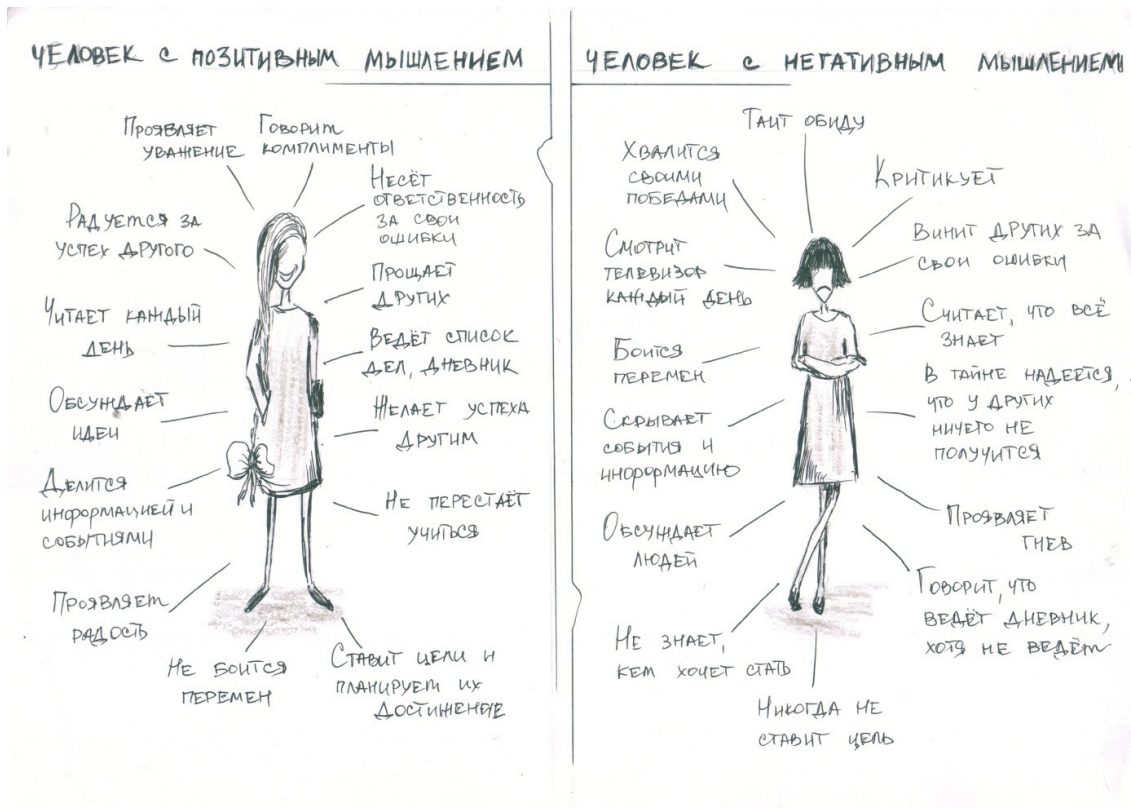 ЧЕЛОВЕК С ПОЗИТИВНЫМ МЫШЛЕНИЕМ
Проявляет
уважение
Говорит
комплименты
Несёт
ответственность
за свои
ошибки
Радуется за
успех другого
Прощает
других
Читает каждый
день
Ведёт список
дел, дневник
Обсуждает
идеи
Желает успеха
другим
Делится
информацией и
событиями
Не перестаёт
учиться
Проявляет
радость
Не боится
перемен
Ставит цели и
планирует их
достижение
ЧЕЛОВЕК С НЕГАТИВНЫМ МЫШЛЕНИЕМ
Таит обиду
Хвалится
своими
победами
Критикует
Смотрит
телевизор
каждый день
Винит других за
свои ошибки
Считает, что всё
знает
Боится
перемен
В тайне надеется,
что у других
ничего не
получится
Скрывает
события и
информацию
Обсуждает
людей
Проявляет
гнев
Говорит, что
ведёт дневник,
хотя не ведёт
Не знает,
кем хочет стать
Никогда не
ставит цель